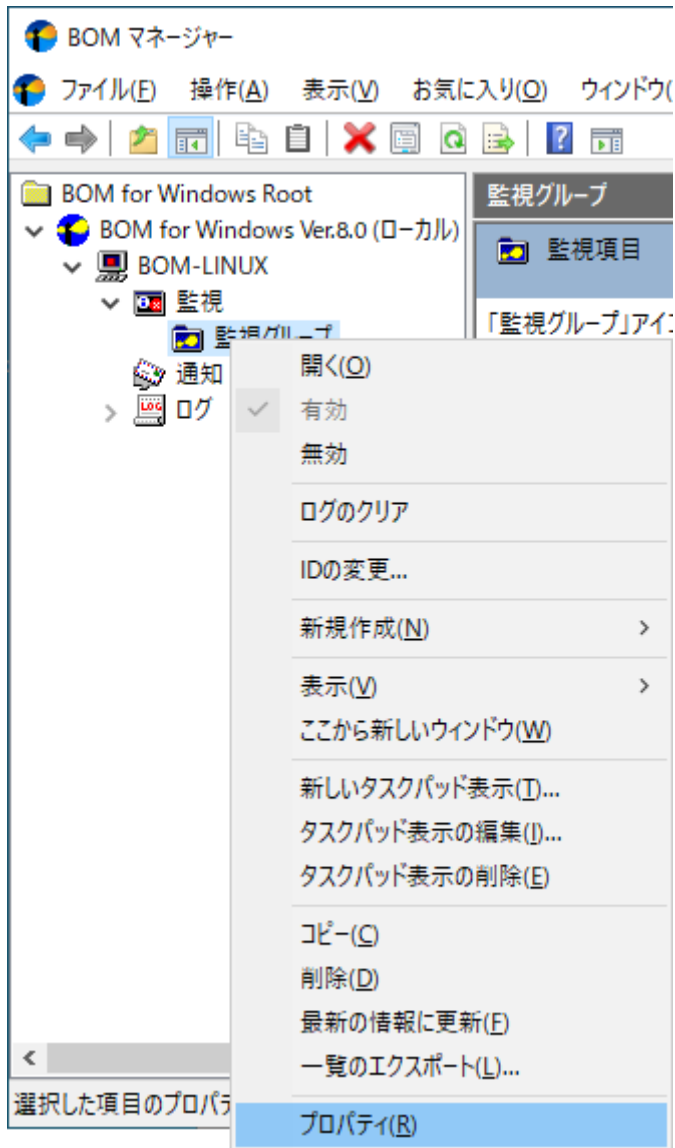 BOM マネージャー
ファイル(F) 操作(A) 表示(V) お気に入り(O) ウィンドウ(
BOM for Windows Root
BOM for Windows Ver.8.0 (ローカル)
BOM-LINUX
監視
監視グループ
通知
LOG ログ
監視グループ
監視項目
「監視グループ」アイコ
開く(O)
有効
無効
ログのクリア
IDの変更...
新規作成(N)
表示(V)
ここから新しいウィンドウ(W)
新しいタスクパッド表示(T)...
タスクパッド表示の編集(I)...
タスクパッド表示の削除(E)
コピー(C)
削除(D)
最新の情報に更新(F)
一覧のエクスポート(L)...
プロパティ(R)
選択した項目のプロパテ